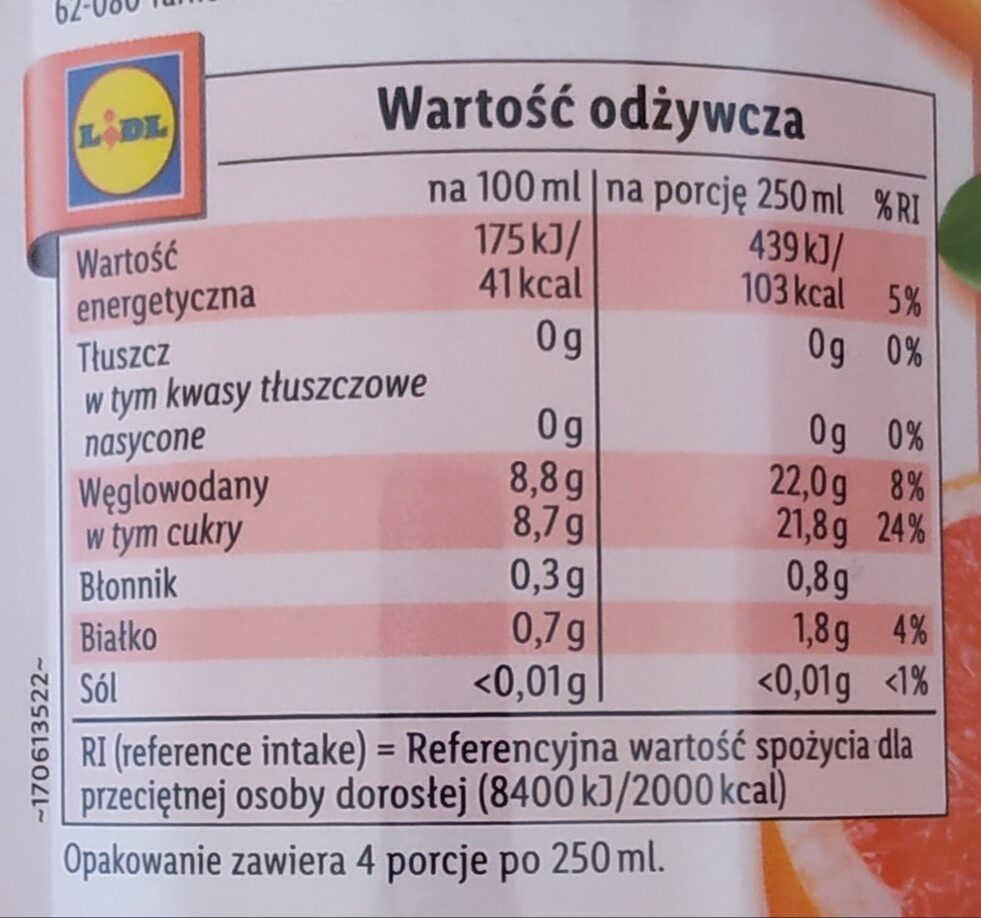 LIDL
Wartość odżywcza
na 100 ml na porcję 250 ml % RI
Wartość
energetyczna
175 kJ/ 439 kJ/
41 kcal 103 kcal 5%
Tłuszcz 0 g 0 g 0%
w tym kwasy tłuszczowe
nasycone 0 g 0 g 0%
Węglowodany 8,8 g 22,0 g 8%
w tym cukry 8,7 g 21,8 g 24%
Błonnik 0,3 g 0,8 g
Białko 0,7 g 1,8 g 4%
Sól <0,01 g <0,01 g <1%
RI (reference intake) = Referencyjna wartość spożycia dla
przeciętnej osoby dorosłej (8400 kJ/2000 kcal)
Opakowanie zawiera 4 porcje po 250 ml.
~170613522~